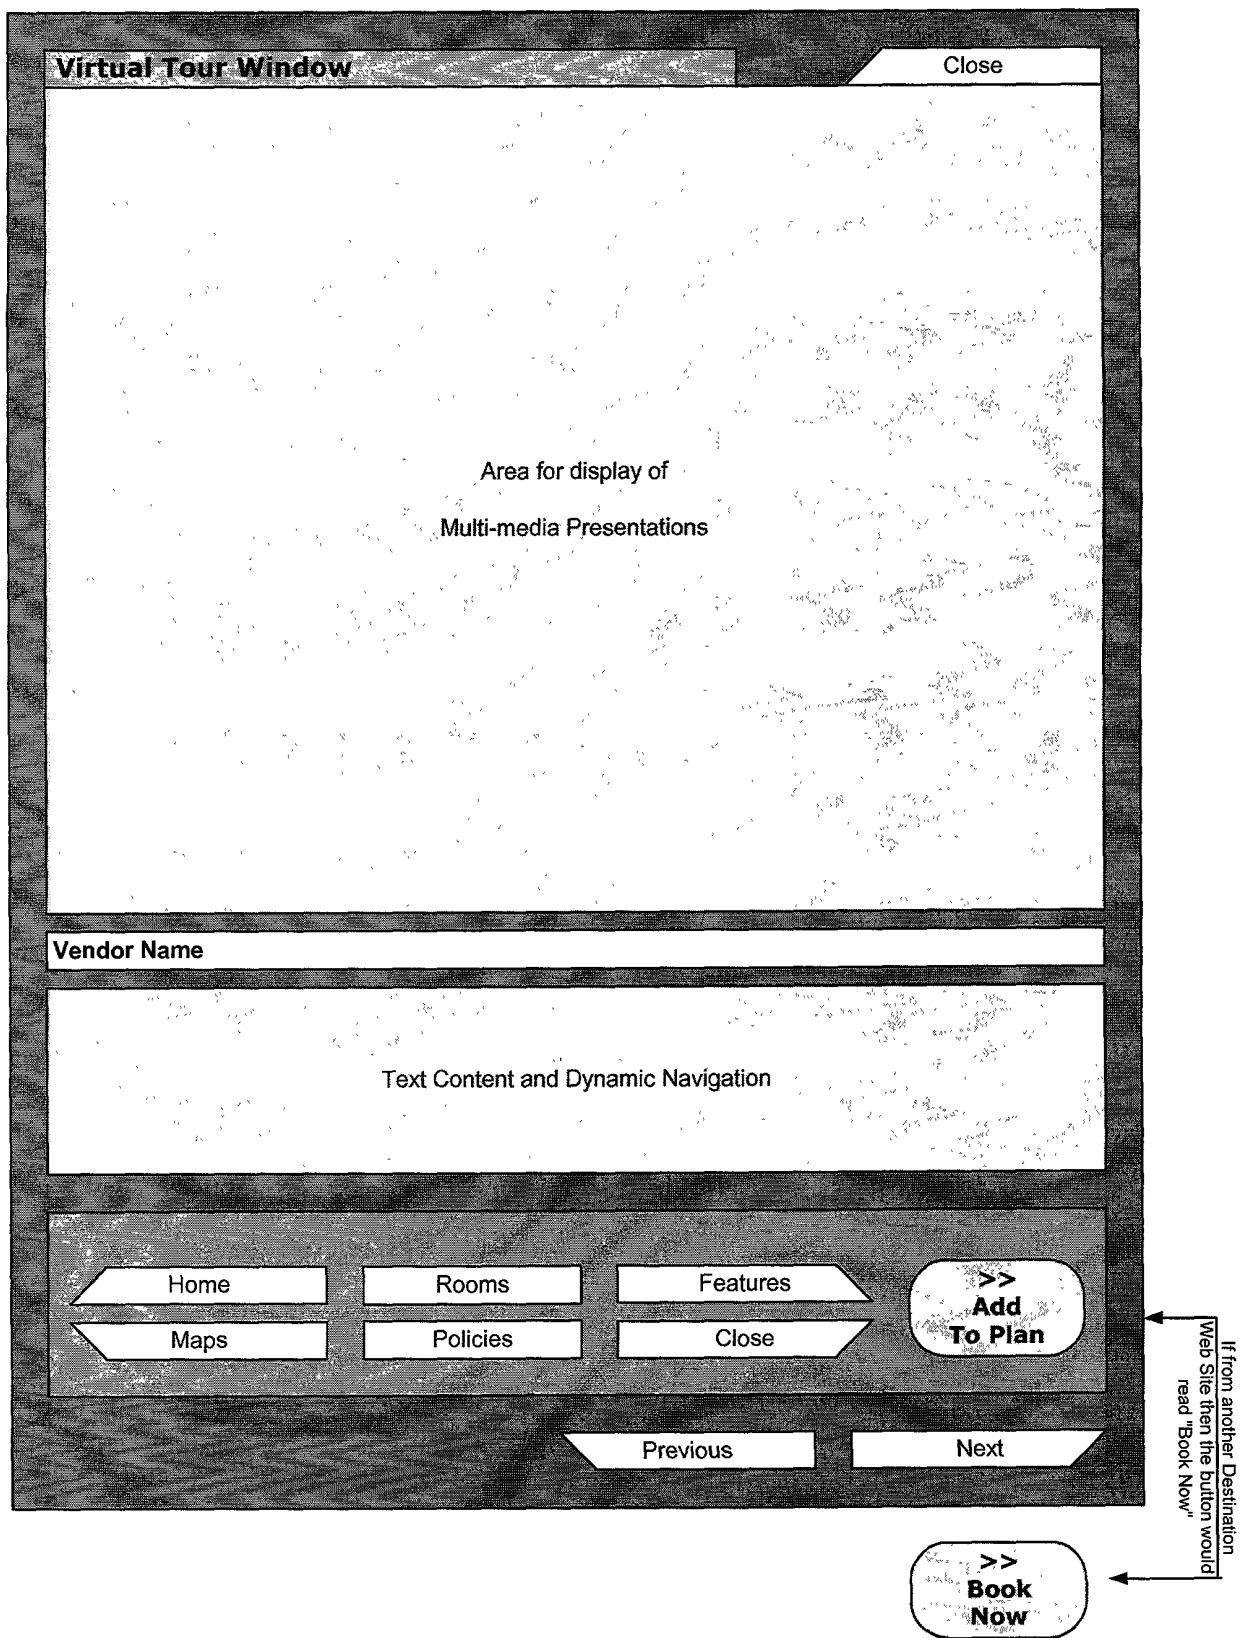 Virtual Tour Window
Close
Area for display of
Multi-media Presentations
Vendor Name
Text Content and Dynamic Navigation
Home
Rooms
Features
>>
Add
To Plan
Maps
Policies
Close
Previous
Next
If from another Destination
Web Site then the button would
read "Book Now"
>>
Book
Now